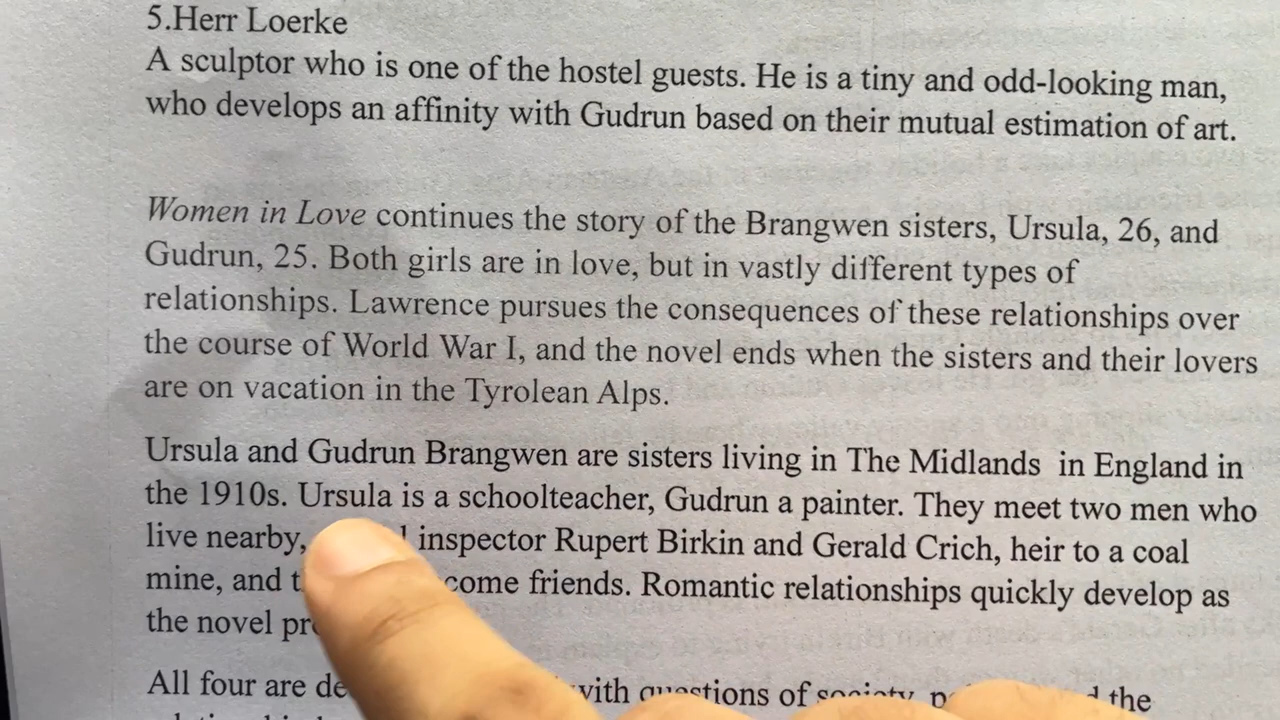 5.Herr Loerke
A sculptor who is one of the hostel guests. He is a tiny and odd-looking man,
who develops an affinity with Gudrun based on their mutual estimation of art.
Women in Love continues the story of the Brangwen sisters, Ursula, 26, and
Gudrun, 25. Both girls are in love, but in vastly different types of
relationships. Lawrence pursues the consequences of these relationships over
the course of World War I, and the novel ends when the sisters and their lovers
are on vacation in the Tyrolean Alps.
Ursula and Gudrun Brangwen are sisters living in The Midlands in England in
the 1910s. Ursula is a schoolteacher, Gudrun a painter. They meet two men who
live nearby, inspector Rupert Birkin and Gerald Crich, heir to a coal
mine, and come friends. Romantic relationships quickly develop as
the novel
All four are with questions of society, the